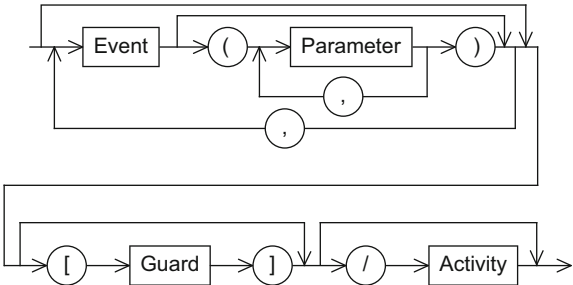 Event ( Parameter )
,
,
[ Guard ] / Activity